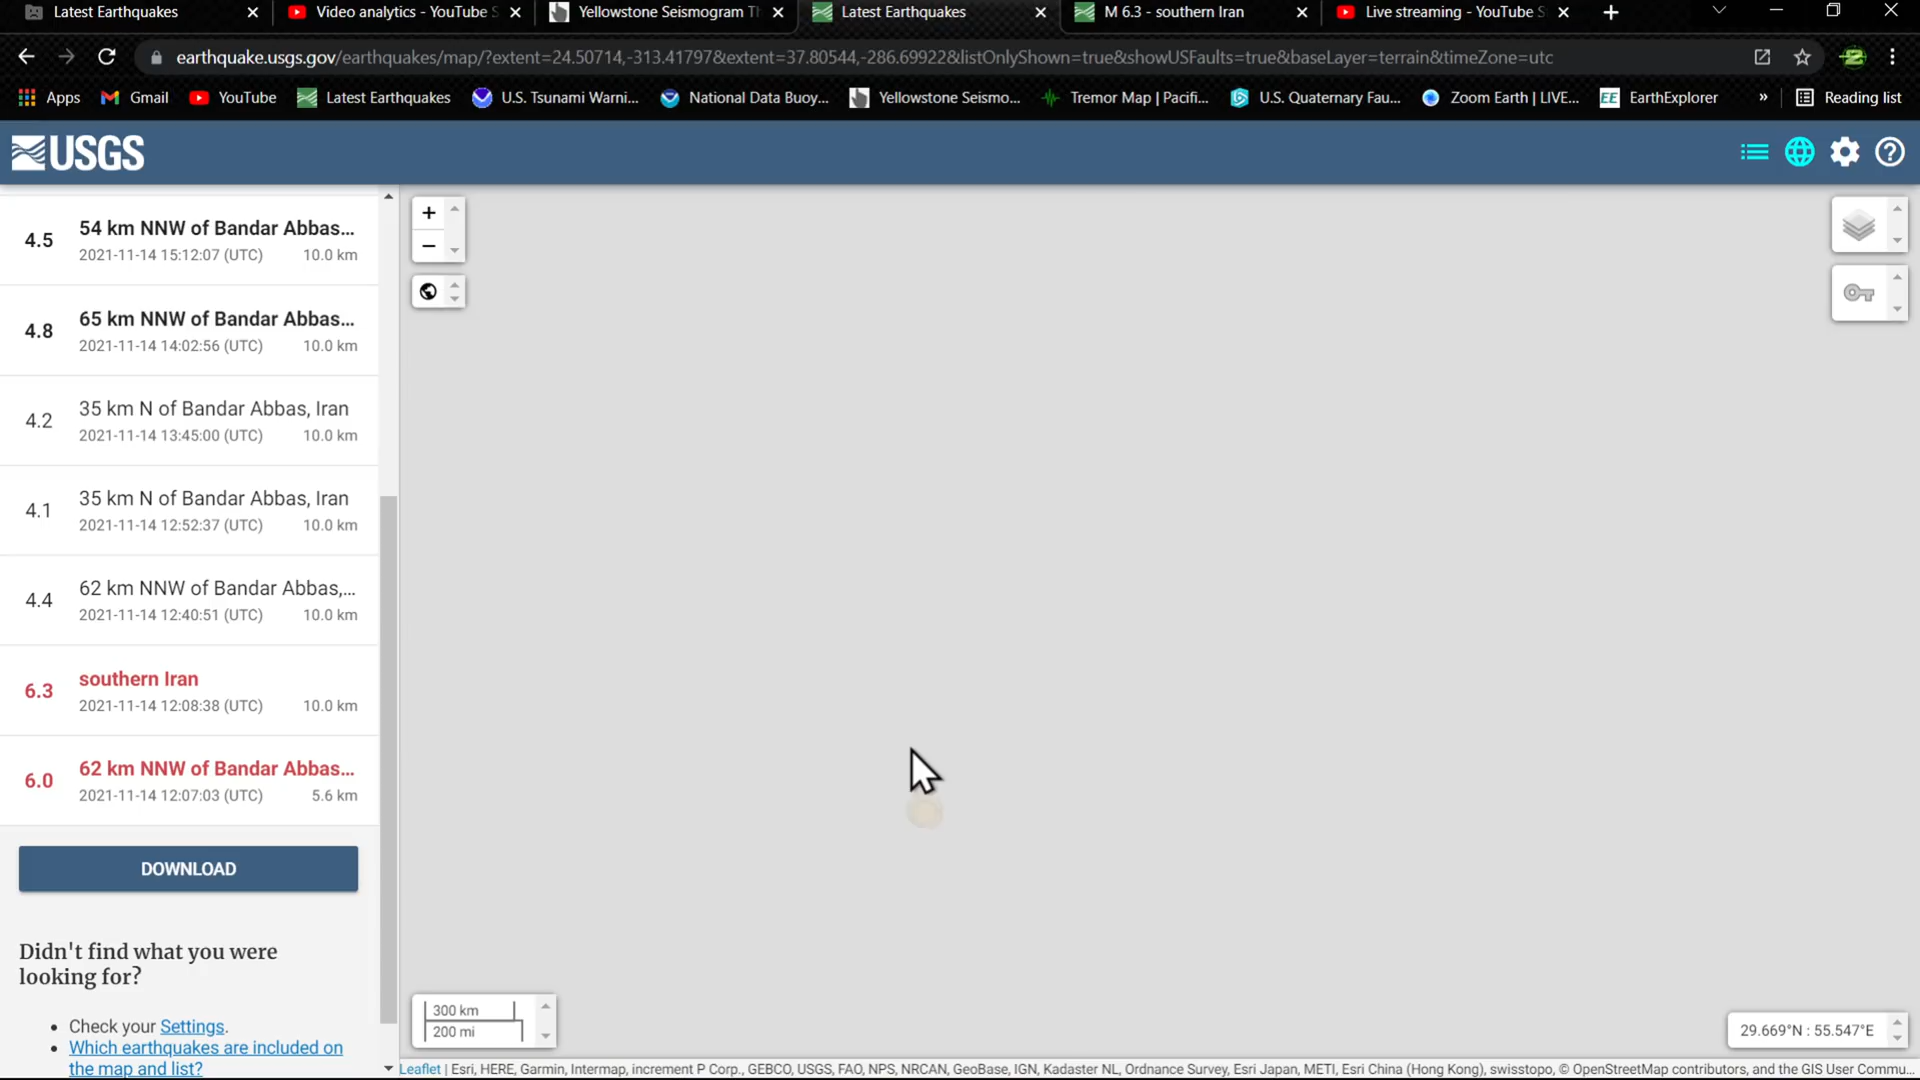 Latest Earthquakes
Video analytics - YouTube S
Yellowstone Seismogram Th
Latest Earthquakes
M 6.3 - southern Iran
Live streaming - YouTube S
earthquake.usgs.gov/earthquakes/map/?extent=24.50714,-313.41797&extent=37.80544,-286.69922&listOnlyShown=true&showUSFaults=true&baseLayer=terrain&timeZone=utc
Apps
Gmail
YouTube
Latest Earthquakes
U.S. Tsunami Warni...
National Data Buoy...
Yellowstone Seismo...
Tremor Map | Pacifi...
U.S. Quaternary Fau...
Zoom Earth | LIVE...
EE EarthExplorer
»
Reading list
USGS
4.5 54 km NNW of Bandar Abbas...
2021-11-14 15:12:07 (UTC) 10.0 km
4.8 65 km NNW of Bandar Abbas...
2021-11-14 14:02:56 (UTC) 10.0 km
4.2 35 km N of Bandar Abbas, Iran
2021-11-14 13:45:00 (UTC) 10.0 km
4.1 35 km N of Bandar Abbas, Iran
2021-11-14 12:52:37 (UTC) 10.0 km
4.4 62 km NNW of Bandar Abbas,...
2021-11-14 12:40:51 (UTC) 10.0 km
6.3 southern Iran
2021-11-14 12:08:38 (UTC) 10.0 km
6.0 62 km NNW of Bandar Abbas...
2021-11-14 12:07:03 (UTC) 5.6 km
DOWNLOAD
Didn't find what you were
looking for?
• Check your Settings.
• Which earthquakes are included on
the map and list?
+
−
300 km
200 mi
29.669°N : 55.547°E
Leaflet | Esri, HERE, Garmin, Intermap, increment P Corp., GEBCO, USGS, FAO, NPS, NRCAN, GeoBase, IGN, Kadaster NL, Ordnance Survey, Esri Japan, METI, Esri China (Hong Kong), swisstopo, © OpenStreetMap contributors, and the GIS User Commu...